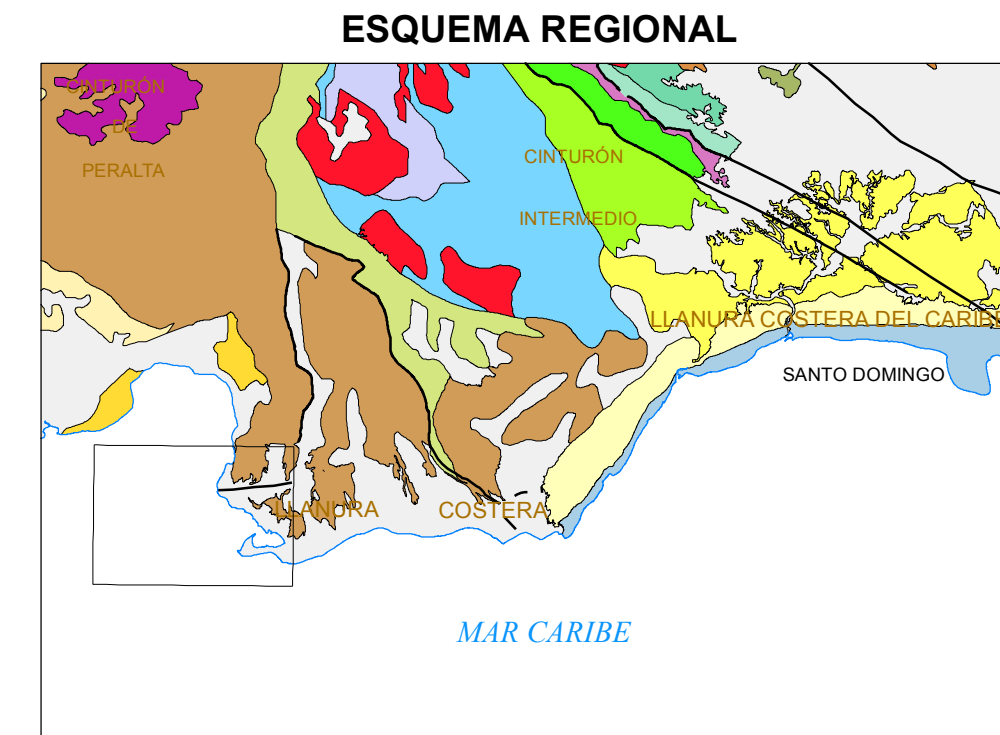 ESQUEMA REGIONAL
CINTURÓN
DE
PERALTA
CINTURÓN
INTERMEDIO
LLANURA COSTERA DEL CARIBE
SANTO DOMINGO
LLANURA COSTERA
MAR CARIBE